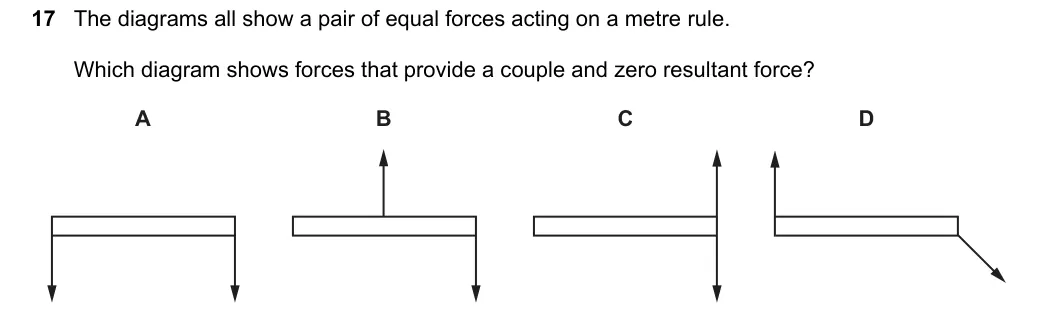 17 The diagrams all show a pair of equal forces acting on a metre rule.
Which diagram shows forces that provide a couple and zero resultant force?
A B C D